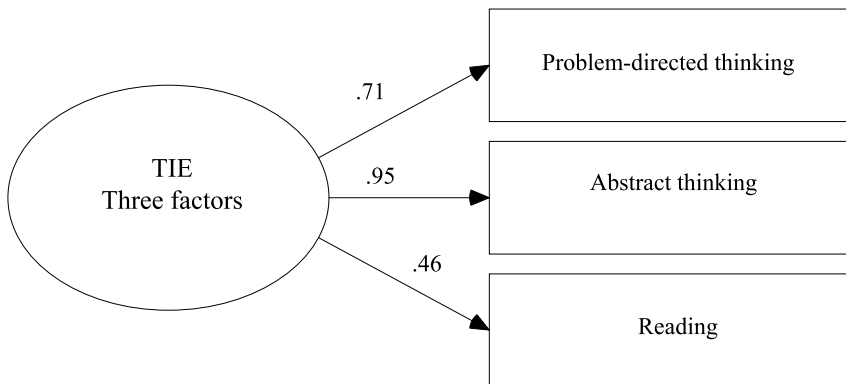 Problem-directed thinking
.71
TIE
Three factors
.95
Abstract thinking
.46
Reading